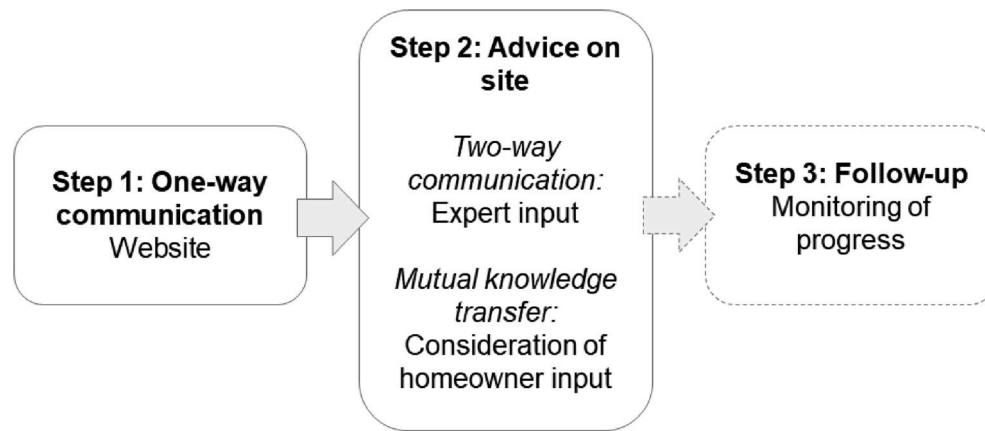 Step 1: One-way
communication
Website
Step 2: Advice on
site
Two-way
communication:
Expert input
Mutual knowledge
transfer:
Consideration of
homeowner input
Step 3: Follow-up
Monitoring of
progress